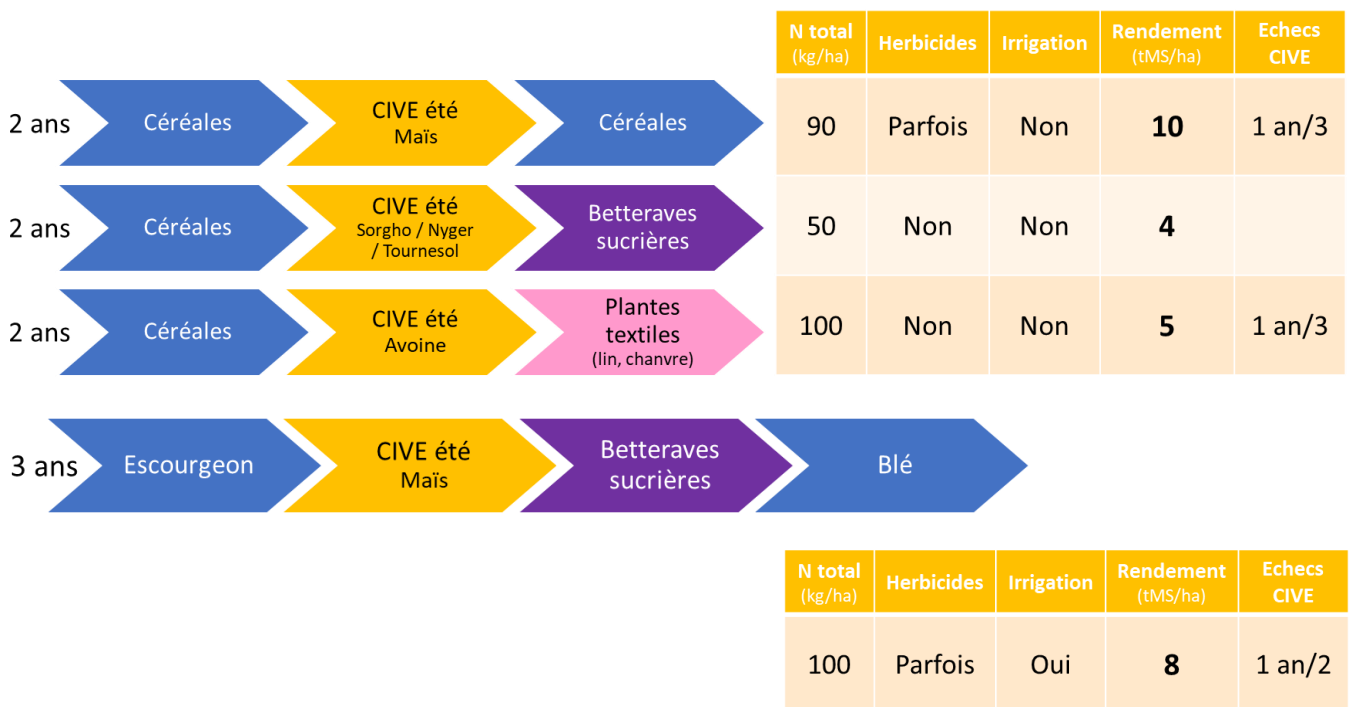 N total Herbicides Irrigation Rendement Echecs
(kg/ha) (tMS/ha) CIVE
2 ans Céréales CIVE été Céréales 90 Parfois Non 10 1 an/3
Maïs
2 ans Céréales CIVE été Betteraves 50 Non Non 4
Sorgho / Nyger sucrières
/ Tournesol
2 ans Céréales CIVE été Plantes 100 Non Non 5 1 an/3
Avoine textiles
(lin, chanvre)
3 ans Escourgeon CIVE été Betteraves Blé
Maïs sucrières
N total Herbicides Irrigation Rendement Echecs
(kg/ha) (tMS/ha) CIVE
100 Parfois Oui 8 1 an/2